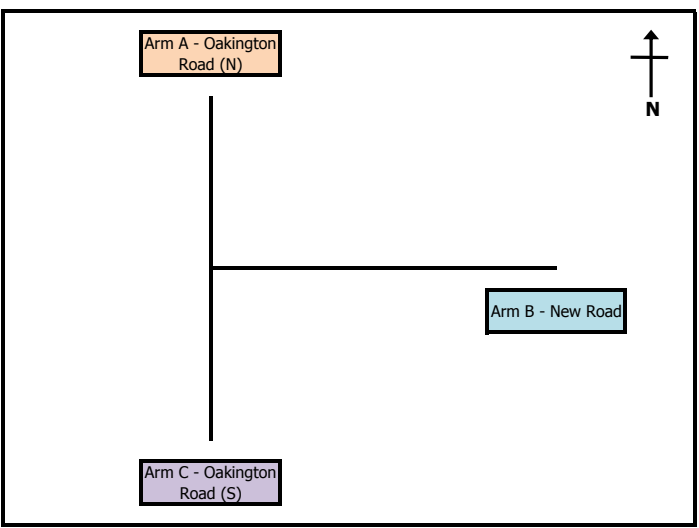 Arm A - Oakington
Road (N)
N
Arm B - New Road
Arm C - Oakington
Road (S)